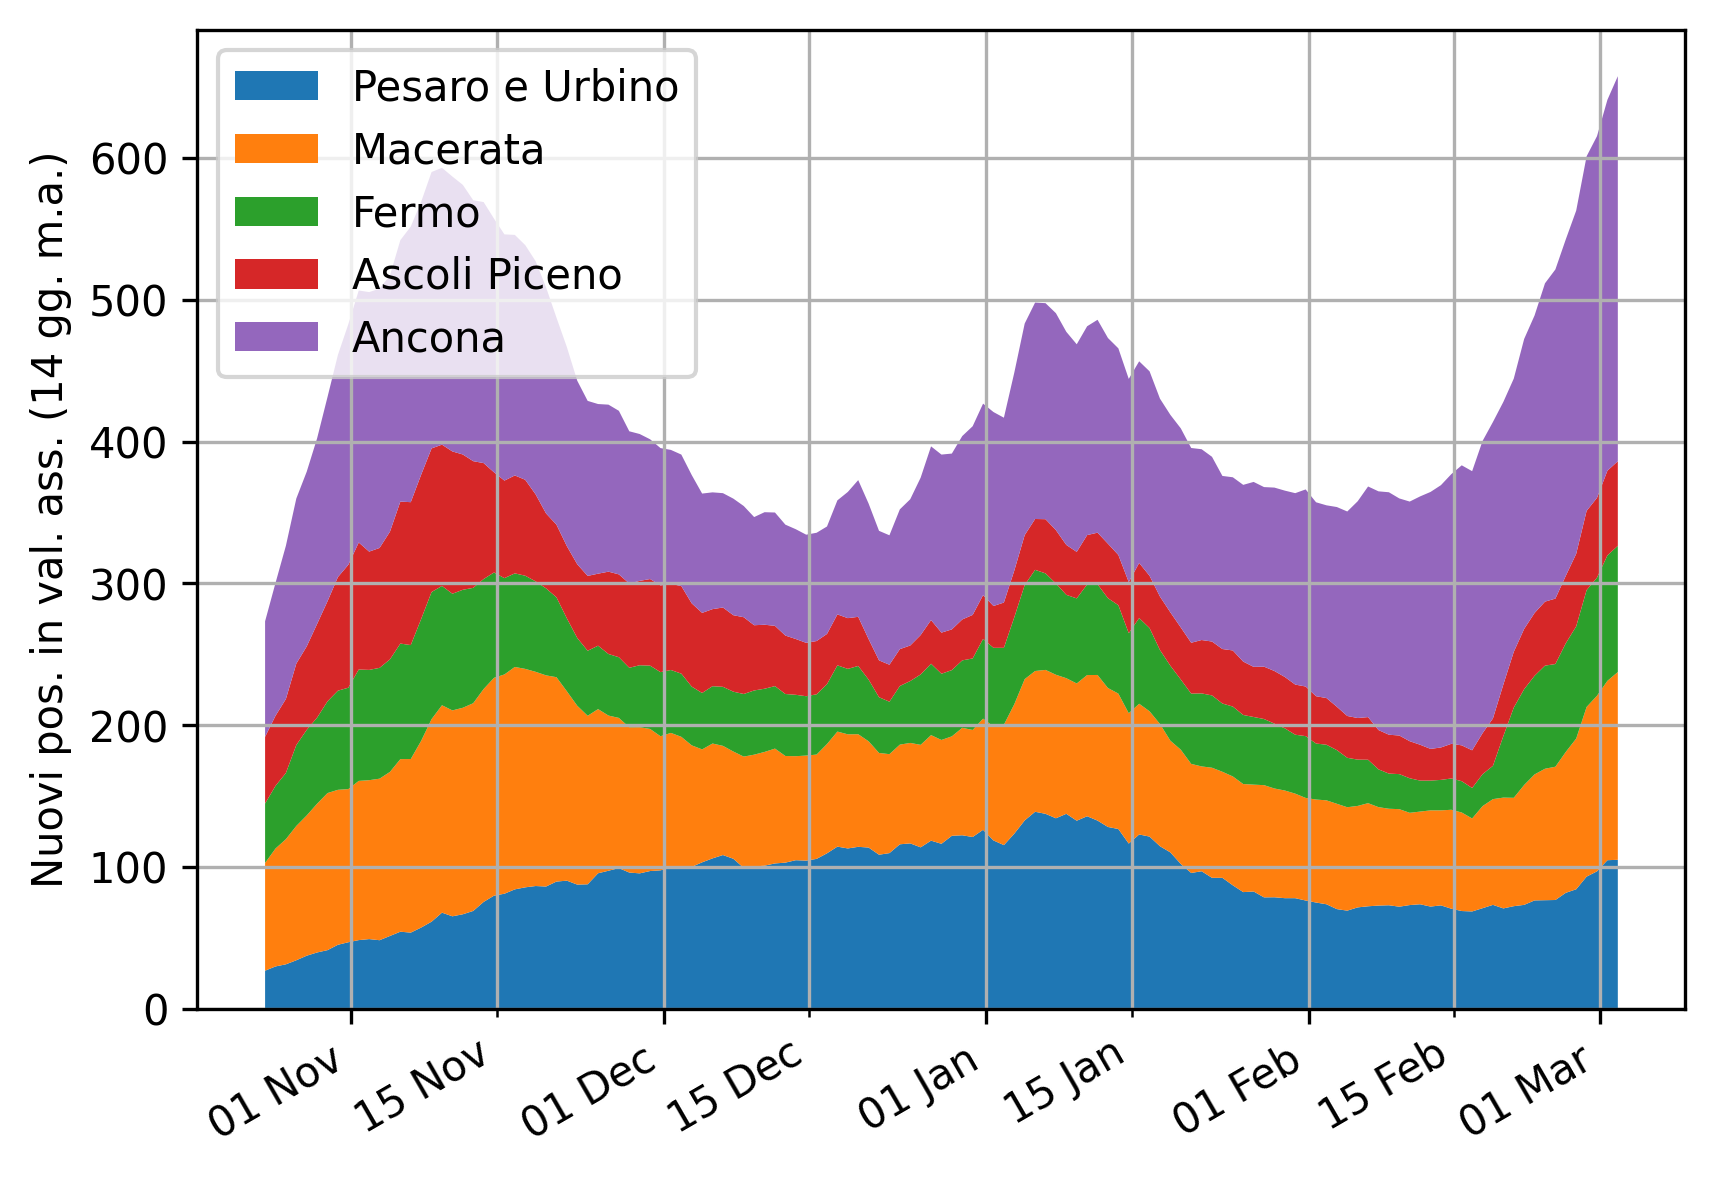 Nuovi pos. in val. ass. (14 gg. m.a.)
600
500
400
300
200
100
0
Pesaro e Urbino
Macerata
Fermo
Ascoli Piceno
Ancona
01 Nov
15 Nov
01 Dec
15 Dec
01 Jan
15 Jan
01 Feb
15 Feb
01 Mar